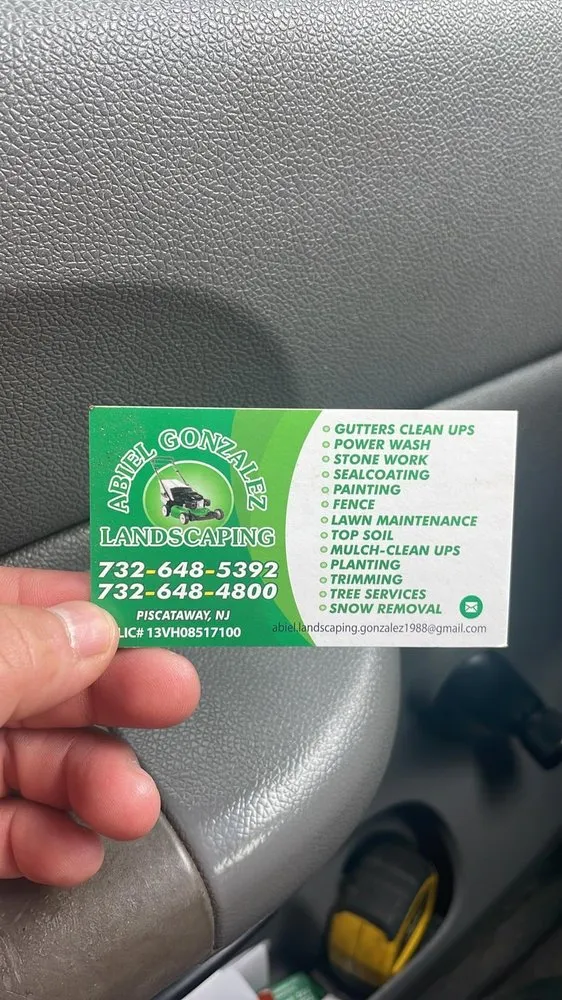 ABIEL GONZALEZ
LANDSCAPING
732-648-5392
732-648-4800
PISCATAWAY, NJ
LIC# 13VH08517100
GUTTERS CLEAN UPS
POWER WASH
STONE WORK
SEALCOATING
PAINTING
FENCE
LAWN MAINTENANCE
TOP SOIL
MULCH-CLEAN UPS
PLANTING
TRIMMING
TREE SERVICES
SNOW REMOVAL
abiel.landscaping.gonzalez1988@gmail.com